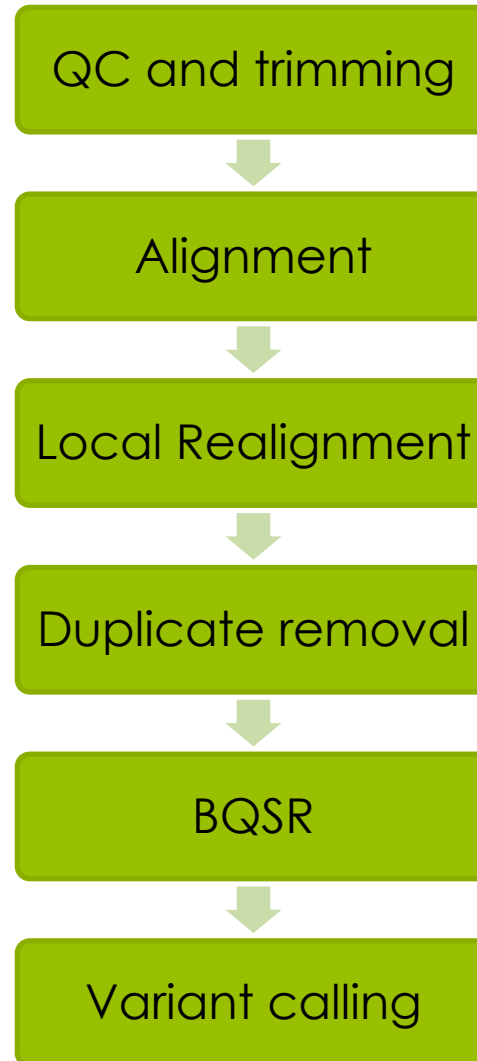 QC and trimming
Alignment
Local Realignment
Duplicate removal
BQSR
Variant calling